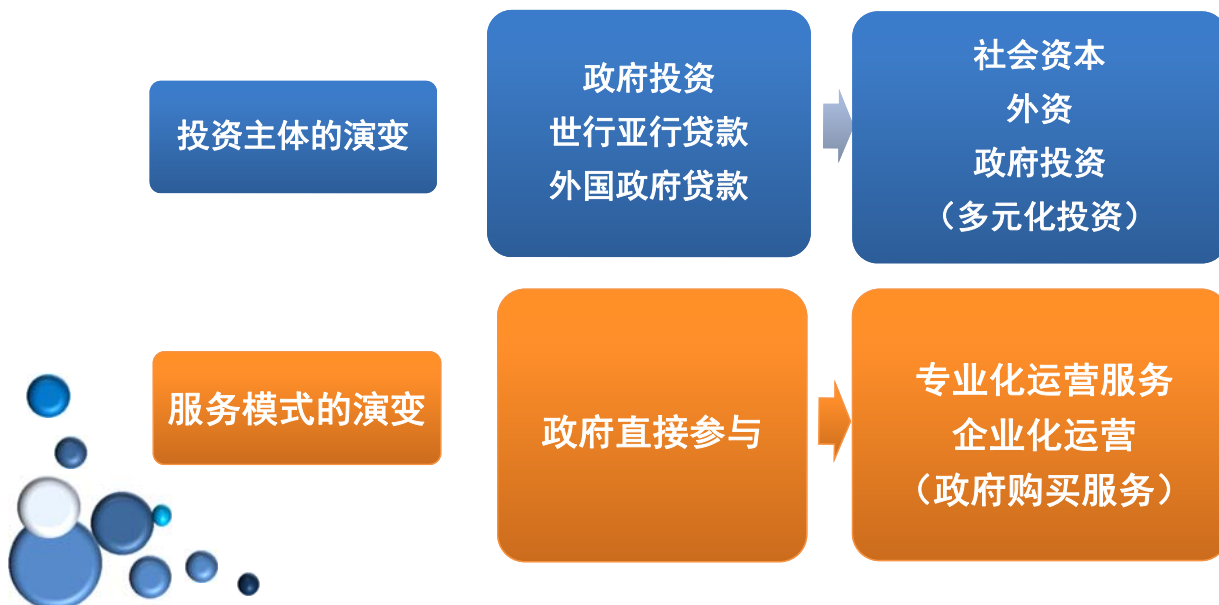 投资主体的演变
政府投资
世行亚行贷款
外国政府贷款
社会资本
外资
政府投资
（多元化投资）
服务模式的演变
政府直接参与
专业化运营服务
企业化运营
（政府购买服务）